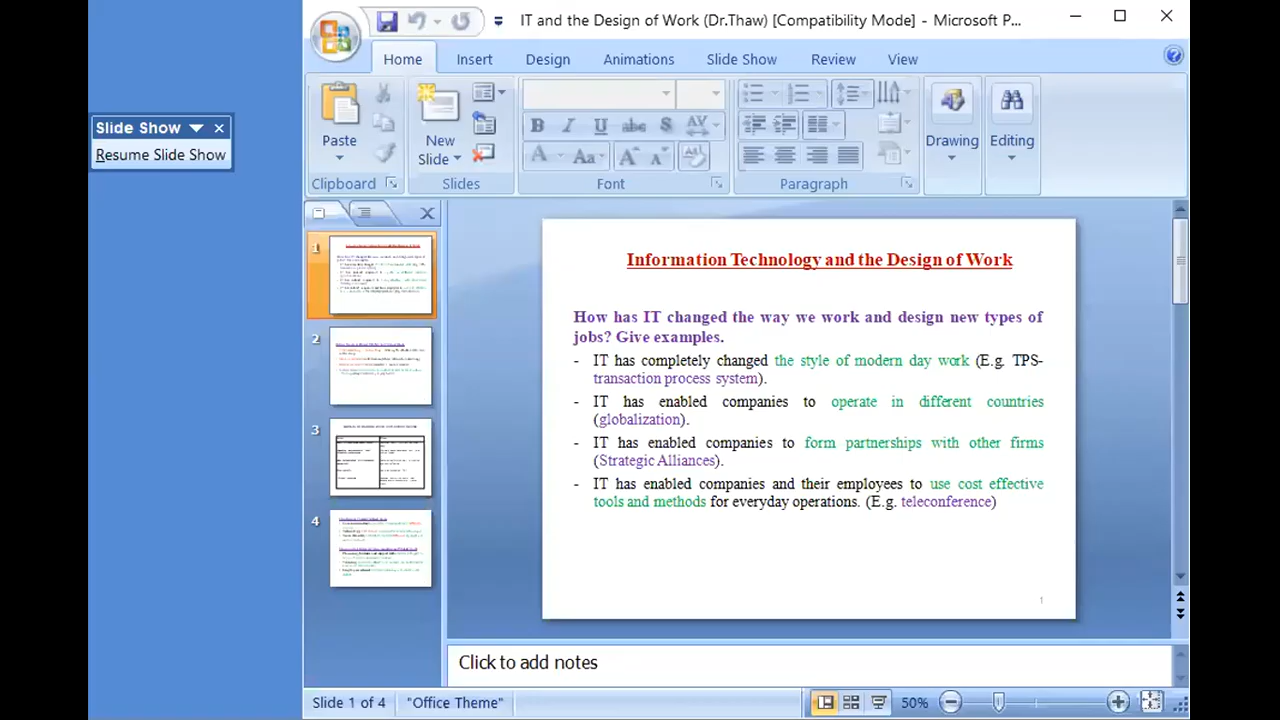 IT and the Design of Work (Dr.Thaw) [Compatibility Mode] - Microsoft P...
Home Insert Design Animations Slide Show Review View
Slide Show
Resume Slide Show
Paste
New
Slide
Drawing
Editing
Clipboard
Slides
Font
Paragraph
1
2
3
4
Information Technology and the Design of Work
How has IT changed the way we work and design new types of
jobs? Give examples.
- IT has completely changed the style of modern day work (E.g. TPS-
transaction process system).
- IT has enabled companies to operate in different countries
(globalization).
- IT has enabled companies to form partnerships with other firms
(Strategic Alliances).
- IT has enabled companies and their employees to use cost effective
tools and methods for everyday operations. (E.g. teleconference)
1
Click to add notes
Slide 1 of 4
"Office Theme"
50%